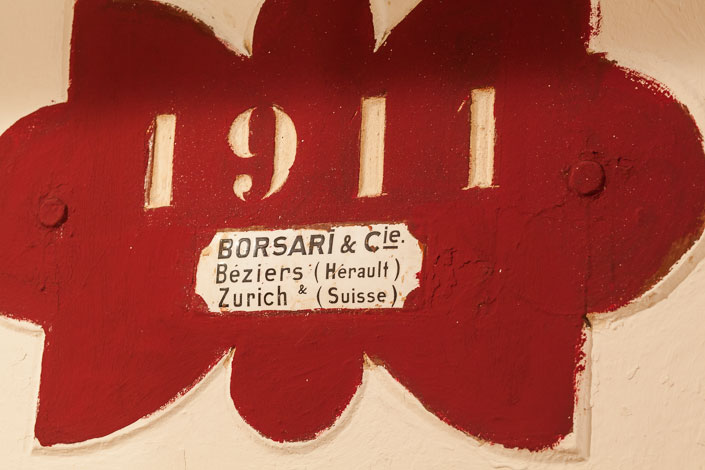 1911
BORSARI & Cie.
Béziers (Hérault)
Zurich & (Suisse)